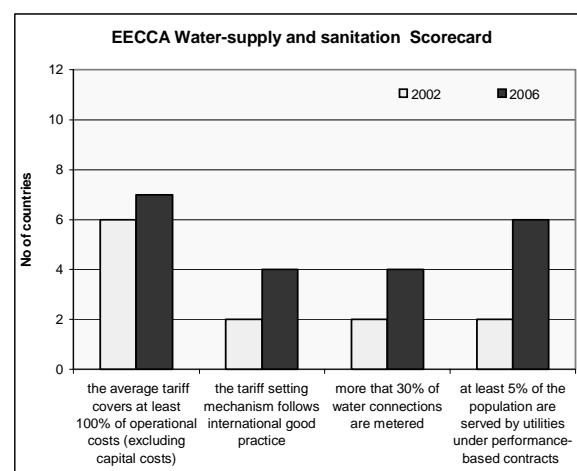 EECCA Water-supply and sanitation Scorecard
2002
2006
No of countries
12
10
8
6
4
2
0
the average tariff
covers at least
100% of operational
costs (excluding
capital costs)
the tariff setting
mechanism follows
international good
practice
more that 30% of
water connections
are metered
at least 5% of the
population are
served by utilities
under performance-
based contracts